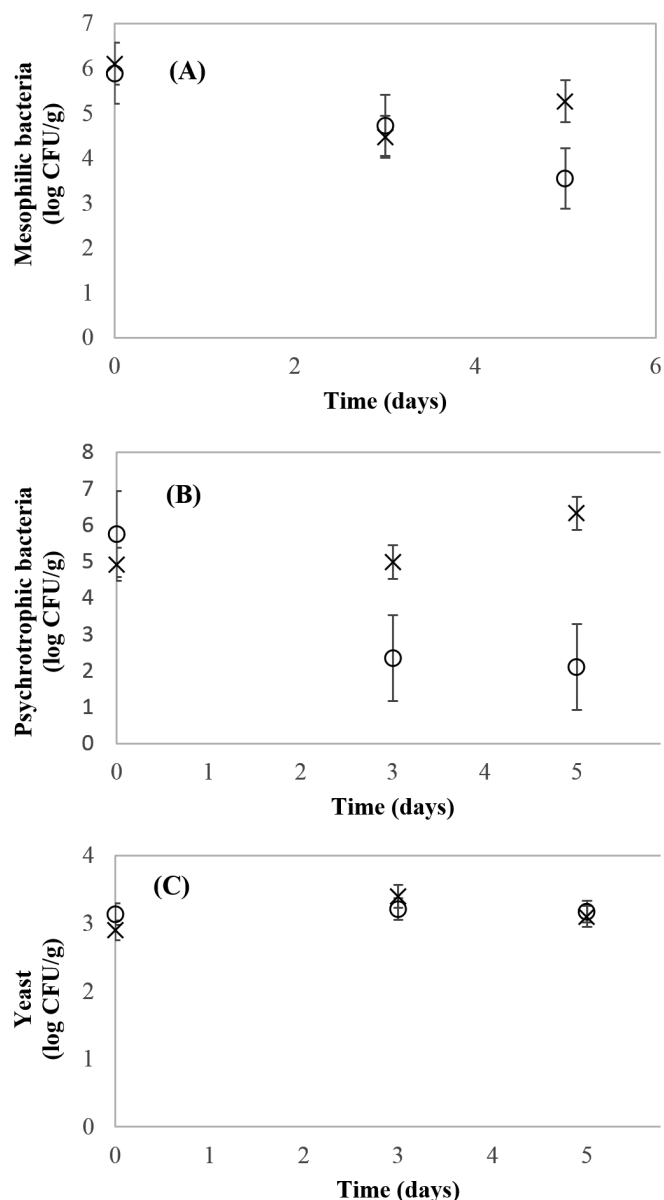 7
6
5
4
3
2
1
0
(A)
Mesophilic bacteria
(log CFU/g)
0 2 4 6
Time (days)
8
7
6
5
4
3
2
1
0
(B)
Psychrotrophic bacteria
(log CFU/g)
0 1 2 3 4 5
Time (days)
4
3
2
1
0
(C)
Yeast
(log CFU/g)
0 1 2 3 4 5
Time (days)